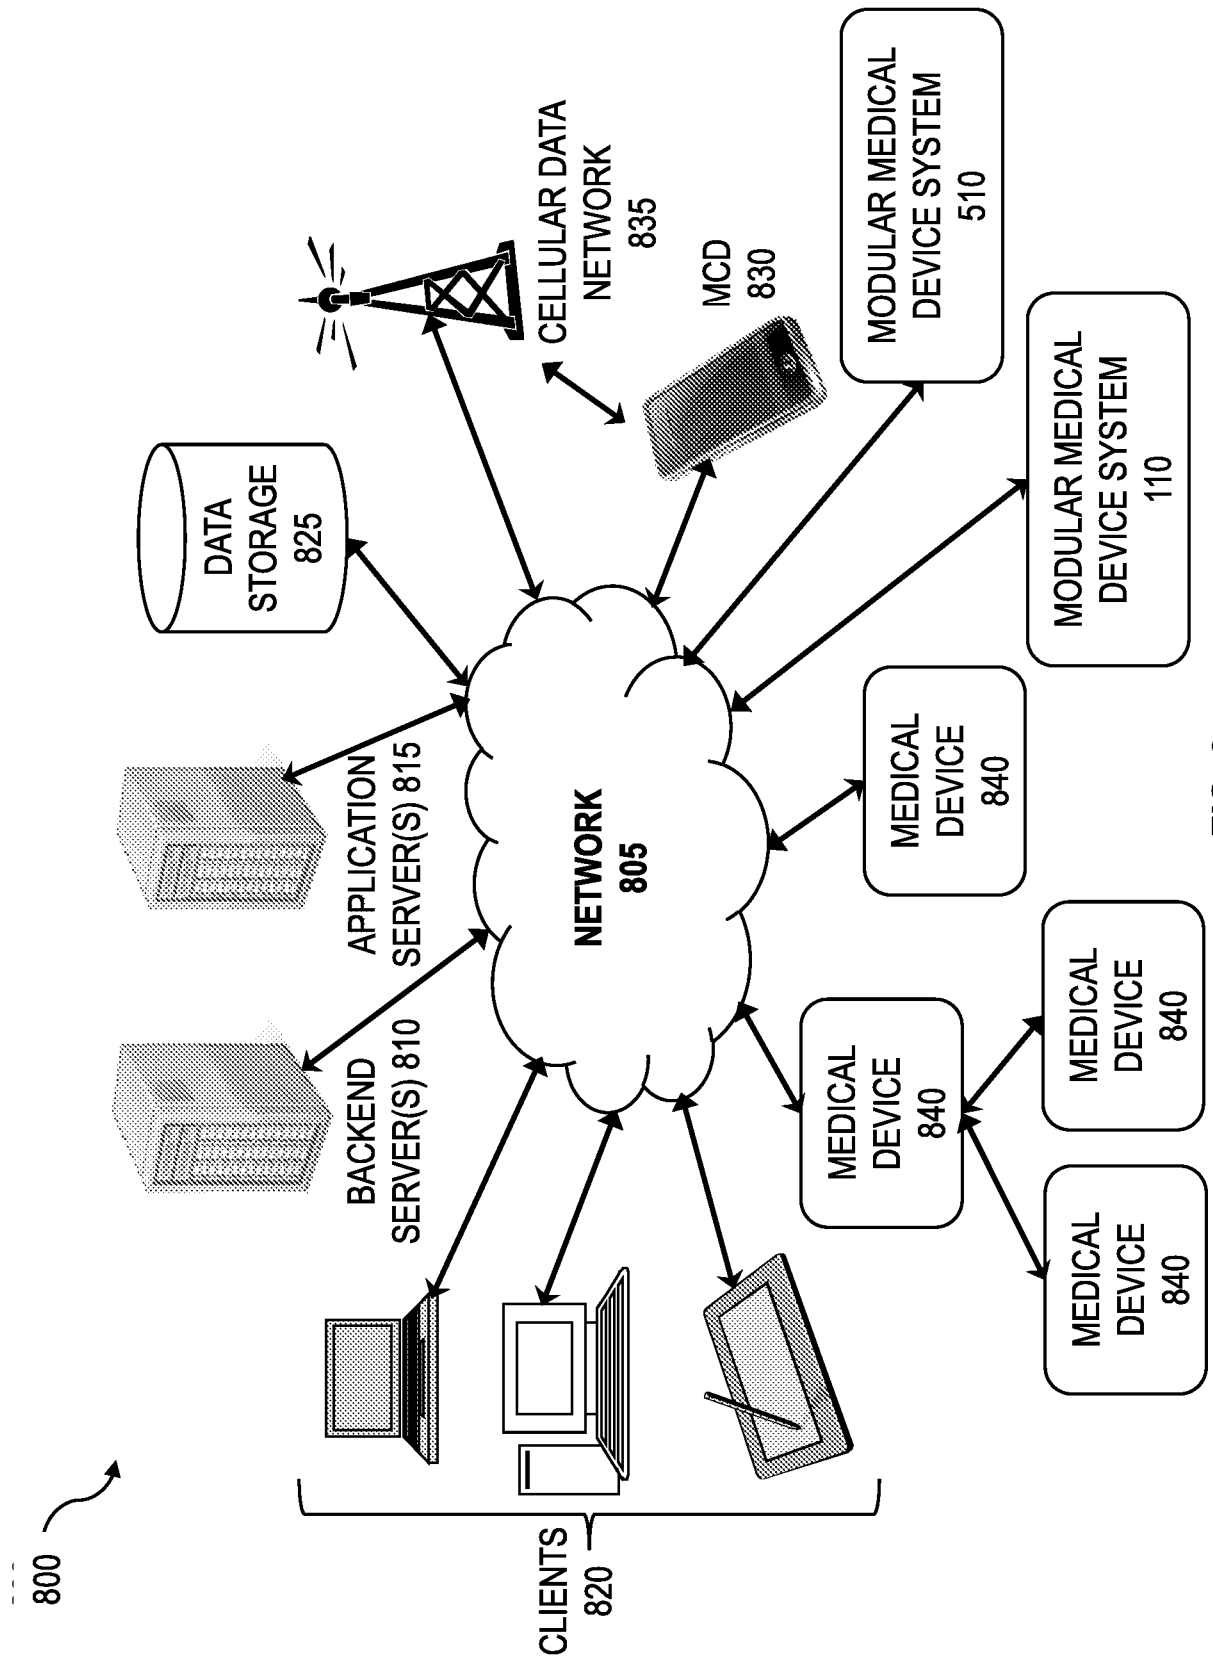 800
BACKEND
SERVER(S) 810
APPLICATION
SERVER(S) 815
DATA
STORAGE
825
CELLULAR DATA
NETWORK
835
MCD
830
CLIENTS
820
NETWORK
805
MODULAR MEDICAL
DEVICE SYSTEM
510
MODULAR MEDICAL
DEVICE SYSTEM
110
MEDICAL
DEVICE
840
MEDICAL
DEVICE
840
MEDICAL
DEVICE
840
MEDICAL
DEVICE
840